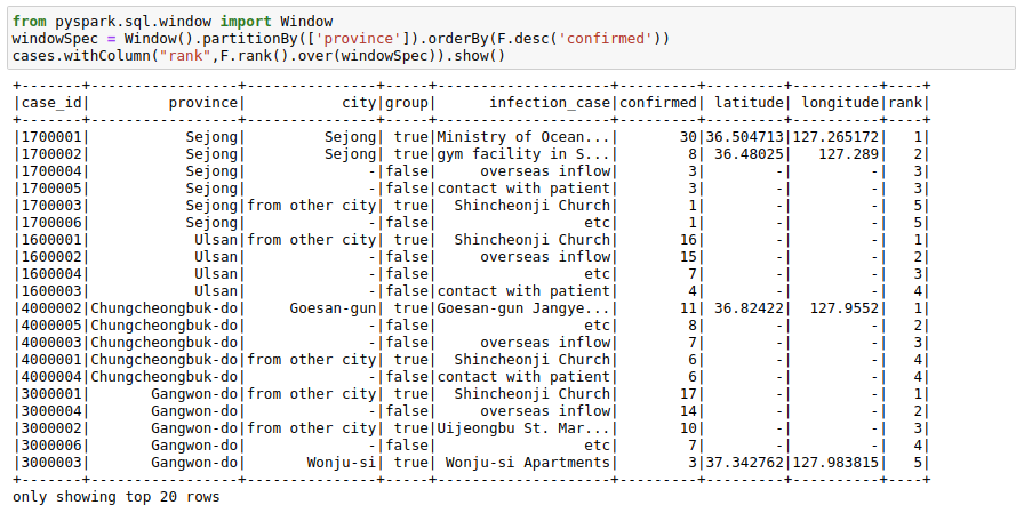 from pyspark.sql.window import Window
windowSpec = Window().partitionBy(['province']).orderBy(F.desc('confirmed'))
cases.withColumn("rank",F.rank().over(windowSpec)).show()
+-------+-----------------+---------------+-----+--------------------+---------+---------+----------+----+
|case_id|         province|           city|group|      infection_case|confirmed| latitude| longitude|rank|
+-------+-----------------+---------------+-----+--------------------+---------+---------+----------+----+
|1700001|           Sejong|         Sejong| true|Ministry of Ocean...|       30|36.504713|127.265172|   1|
|1700002|           Sejong|         Sejong| true|gym facility in S...|        8| 36.48025|   127.289|   2|
|1700004|           Sejong|              -|false|     overseas inflow|        3|        -|         -|   3|
|1700005|           Sejong|              -|false|contact with patient|        3|        -|         -|   3|
|1700003|           Sejong|from other city| true|  Shincheonji Church|        1|        -|         -|   5|
|1700006|           Sejong|              -|false|                 etc|        1|        -|         -|   5|
|1600001|            Ulsan|from other city| true|  Shincheonji Church|       16|        -|         -|   1|
|1600002|            Ulsan|              -|false|     overseas inflow|       15|        -|         -|   2|
|1600004|            Ulsan|              -|false|                 etc|        7|        -|         -|   3|
|1600003|            Ulsan|              -|false|contact with patient|        4|        -|         -|   4|
|4000002|Chungcheongbuk-do|     Goesan-gun| true|Goesan-gun Jangye...|       11| 36.82422|  127.9552|   1|
|4000005|Chungcheongbuk-do|              -|false|                 etc|        8|        -|         -|   2|
|4000003|Chungcheongbuk-do|              -|false|     overseas inflow|        7|        -|         -|   3|
|4000001|Chungcheongbuk-do|from other city| true|  Shincheonji Church|        6|        -|         -|   4|
|4000004|Chungcheongbuk-do|              -|false|contact with patient|        6|        -|         -|   4|
|3000001|       Gangwon-do|from other city| true|  Shincheonji Church|       17|        -|         -|   1|
|3000004|       Gangwon-do|              -|false|     overseas inflow|       14|        -|         -|   2|
|3000002|       Gangwon-do|from other city| true|Uijeongbu St. Mar...|       10|        -|         -|   3|
|3000006|       Gangwon-do|              -|false|                 etc|        7|        -|         -|   4|
|3000003|       Gangwon-do|       Wonju-si| true| Wonju-si Apartments|        3|37.342762|127.983815|   5|
+-------+-----------------+---------------+-----+--------------------+---------+---------+----------+----+
only showing top 20 rows